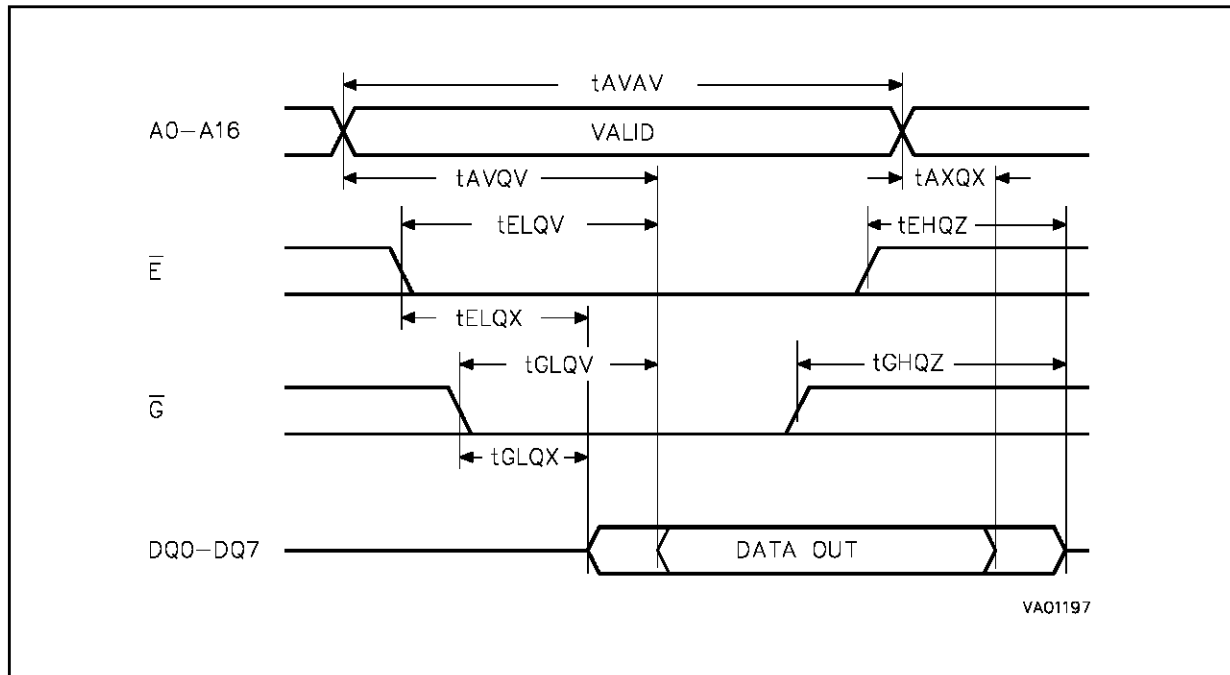 tAVAV
A0-A16
VALID
tAVQV
tAXQX
tELQV
tEHQZ
E̅
tELQX
tGLQV
tGHQZ
G̅
tGLQX
DQ0-DQ7
DATA OUT
VA01197